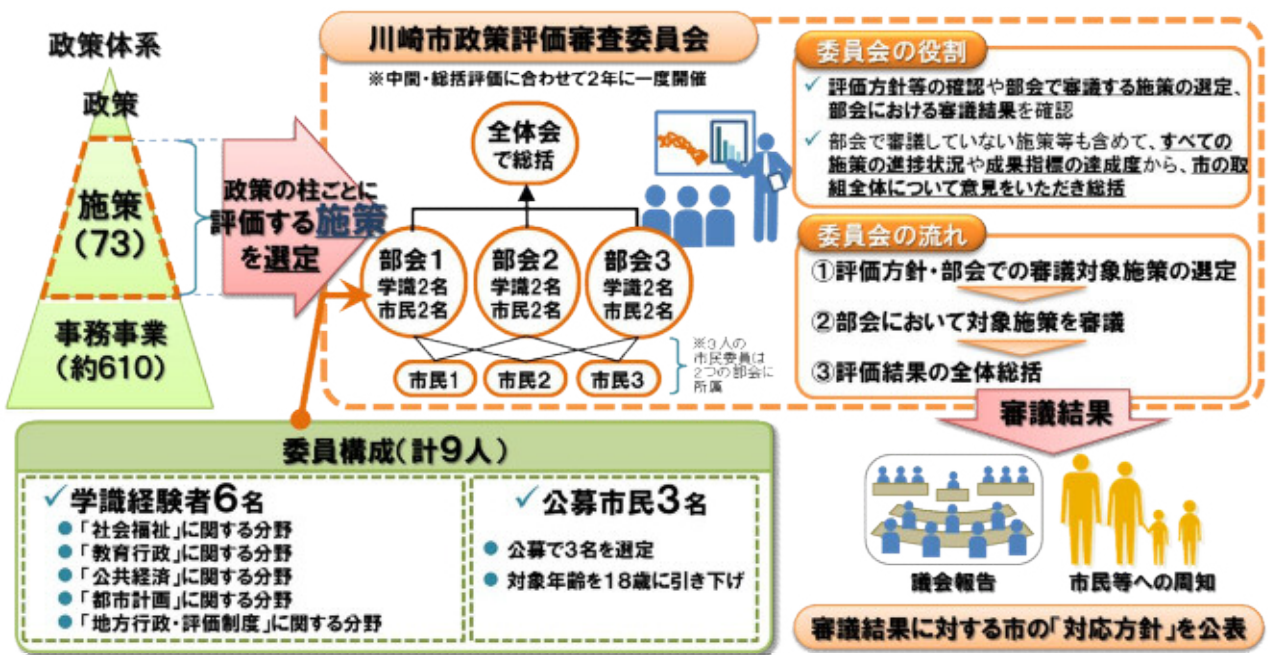 政策体系
政策
施策
(73)
事務事業
(約610)
政策の柱ごとに
評価する施策
を選定
川崎市政策評価審査委員会
※中間・総括評価に合わせて2年に一度開催
全体会
で総括
部会1
学識2名
市民2名
部会2
学識2名
市民2名
部会3
学識2名
市民2名
市民1
市民2
市民3
※3人の
市民委員は
2つの部会に
所属
委員会の役割
✓ 評価方針等の確認や部会で審議する施策の選定、
部会における審議結果を確認
✓ 部会で審議していない施策等も含めて、すべての
施策の進捗状況や成果指標の達成度から、市の取
組全体について意見をいただき総括
委員会の流れ
①評価方針・部会での審議対象施策の選定
②部会において対象施策を審議
③評価結果の全体総括
審議結果
議会報告
市民等への周知
審議結果に対する市の「対応方針」を公表
委員構成(計9人)
✓学識経験者6名
●「社会福祉」に関する分野
●「教育行政」に関する分野
●「公共経済」に関する分野
●「都市計画」に関する分野
●「地方行政・評価制度」に関する分野
✓公募市民3名
● 公募で3名を選定
● 対象年齢を18歳に引き下げ